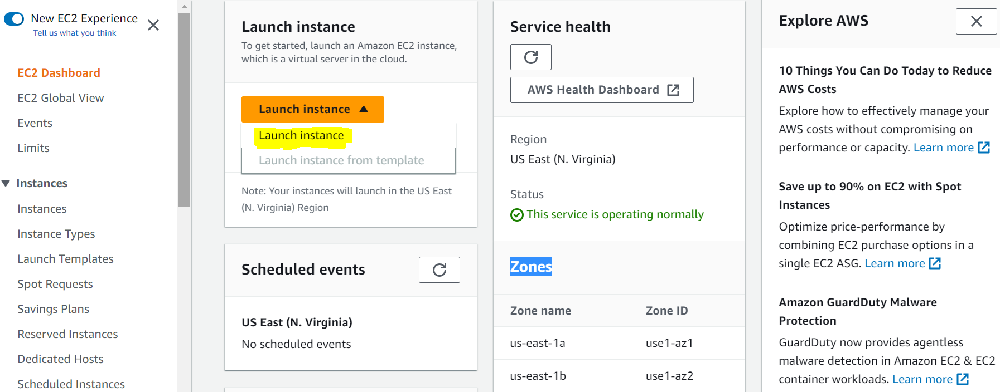 New EC2 Experience
Tell us what you think
EC2 Dashboard
EC2 Global View
Events
Limits
Instances
Instances
Instance Types
Launch Templates
Spot Requests
Savings Plans
Reserved Instances
Dedicated Hosts
Scheduled Instances
Launch instance
To get started, launch an Amazon EC2 instance,
which is a virtual server in the cloud.
Launch instance
Launch instance
Launch instance from template
Note: Your instances will launch in the US East
(N. Virginia) Region
Scheduled events
US East (N. Virginia)
No scheduled events
Service health
AWS Health Dashboard
Region
US East (N. Virginia)
Status
This service is operating normally
Zones
Zone name Zone ID
us-east-1a use1-az1
us-east-1b use1-az2
Explore AWS
10 Things You Can Do Today to Reduce
AWS Costs
Explore how to effectively manage your
AWS costs without compromising on
performance or capacity. Learn more
Save up to 90% on EC2 with Spot
Instances
Optimize price-performance by
combining EC2 purchase options in a
single EC2 ASG. Learn more
Amazon GuardDuty Malware
Protection
GuardDuty now provides agentless
malware detection in Amazon EC2 & EC2
container workloads. Learn more